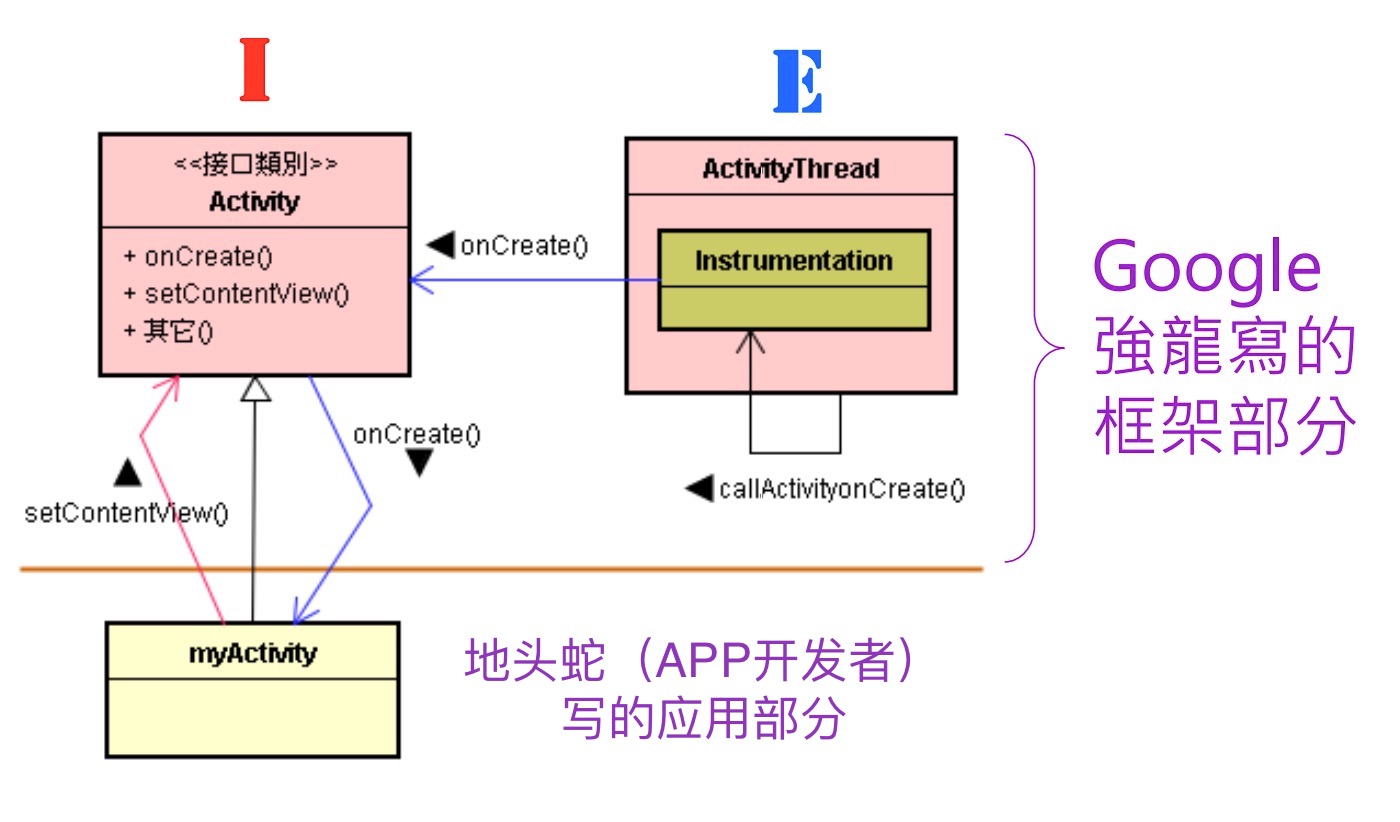 I
E
<<接口類別>>
Activity
+ onCreate()
+ setContentView()
+ 其它()
onCreate()
ActivityThread
Instrumentation
callActivityonCreate()
onCreate()
setContentView()
Google
強龍寫的
框架部分
myActivity
地头蛇（APP开发者）
写的应用部分